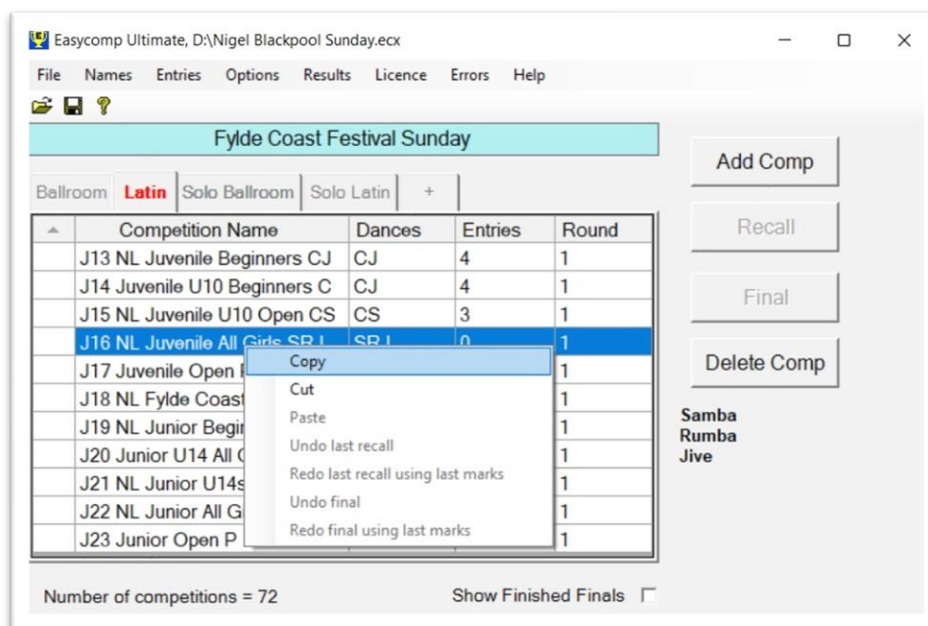 Easycomp Ultimate, D:\Nigel Blackpool Sunday.ecx
File Names Entries Options Results Licence Errors Help
Fylde Coast Festival Sunday
Ballroom Latin Solo Ballroom Solo Latin +
Competition Name Dances Entries Round
J13 NL Juvenile Beginners CJ CJ 4 1
J14 Juvenile U10 Beginners C CJ 4 1
J15 NL Juvenile U10 Open CS CS 3 1
J16 NL Juvenile All Girls SRJ SRJ 0 1
J17 Juvenile Open 1
J18 NL Fylde Coast 1
J19 NL Junior 1
J20 Junior U14 All 1
J21 NL Junior U14s 1
J22 NL Junior All 1
J23 Junior Open P 1
Copy
Cut
Paste
Undo last recall
Redo last recall using last marks
Undo final
Redo final using last marks
Add Comp
Recall
Final
Delete Comp
Samba
Rumba
Jive
Number of competitions = 72 Show Finished Finals